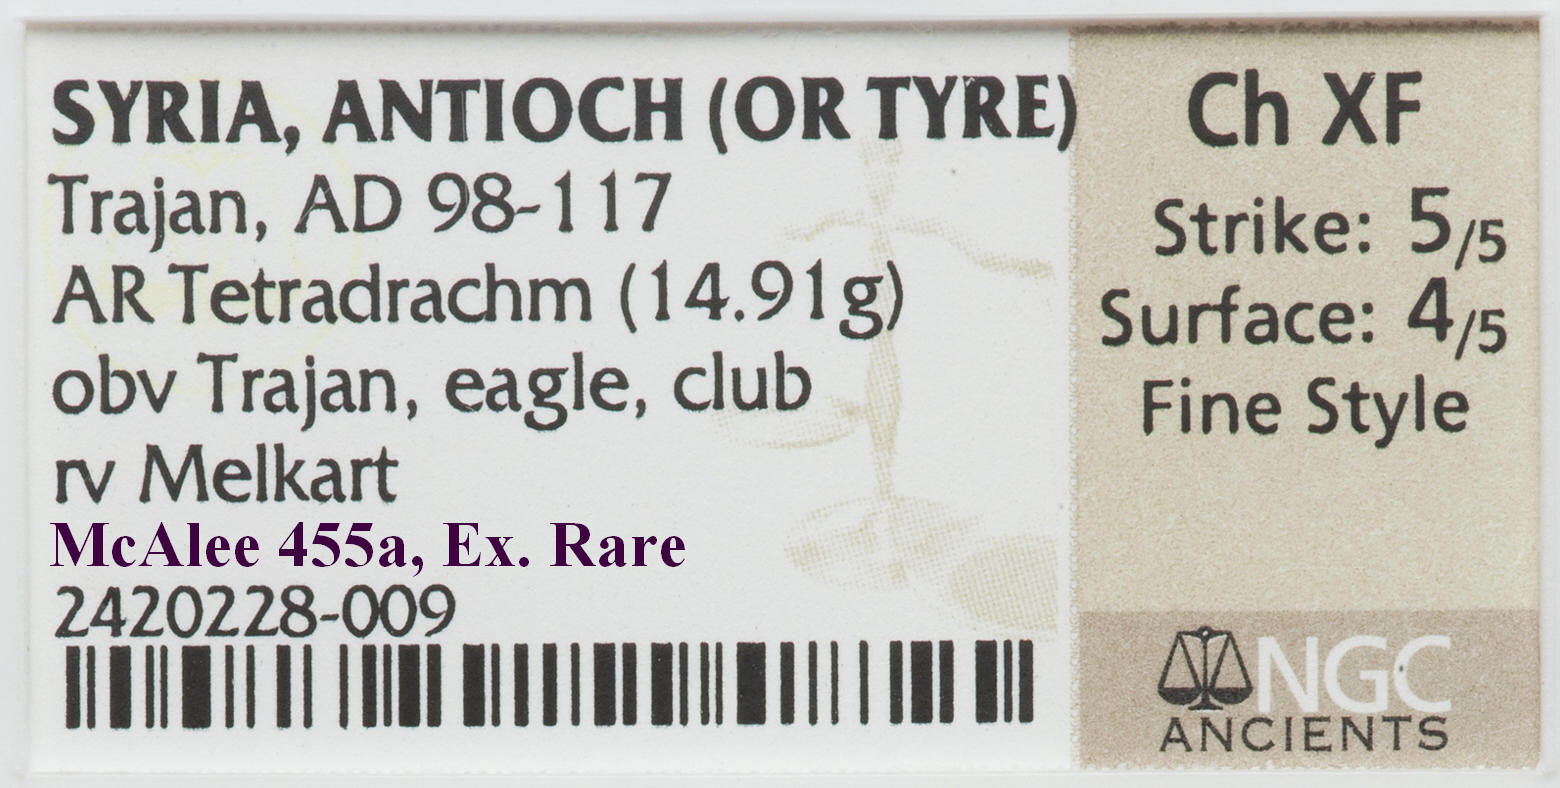 SYRIA, ANTIOCH (OR TYRE)
Trajan, AD 98-117
AR Tetradrachm (14.91g)
obv Trajan, eagle, club
rv Melkart
McAlee 455a, Ex. Rare
2420228-009
Ch XF
Strike: 5/5
Surface: 4/5
Fine Style
NGC
ANCIENTS